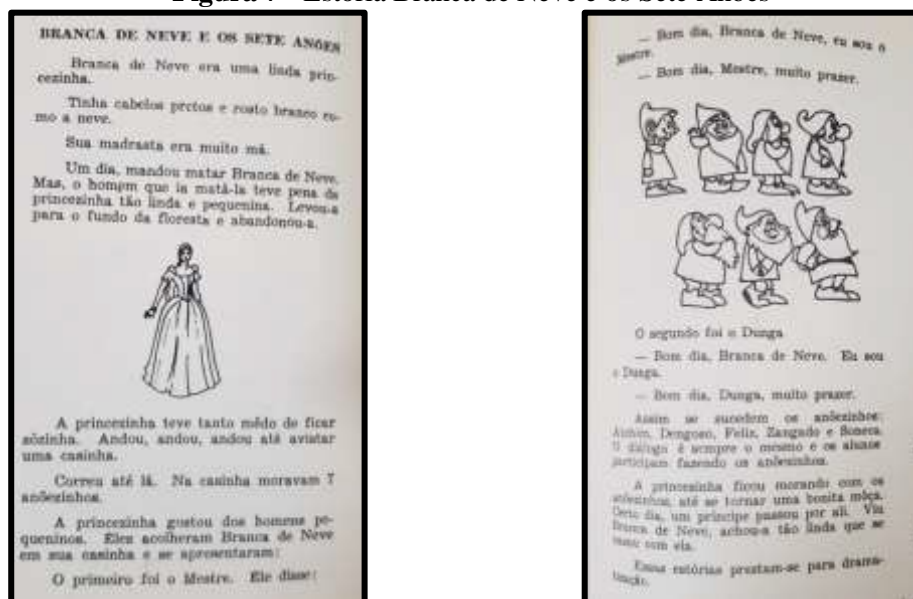 Figura 7 – Estória Branca de Neve e os Sete Anões
BRANCA DE NEVE E OS SETE ANÕES
Branca de Neve era uma linda prin-
cezinha.
Tinha cabelos pretos e rosto branco co-
mo a neve.
Sua madrasta era muito má.
Um dia, mandou matar Branca de Neve.
Mas, o homem que ia matá-la teve pena da
princezinha tão linda e pequenina. Levou-a
para o fundo da floresta e abandonou-a.
A princezinha teve tanto mêdo de ficar
sòzinha. Andou, andou, andou até avistar
uma casinha.
Correu até lá. Na casinha moravam 7
anõezinhos.
A princezinha gostou dos homens pe-
queninos. Eles acolheram Branca de Neve
em sua casinha e se apresentaram:
O primeiro foi o Mestre. Ele disse:
— Bom dia, Branca de Neve, eu sou o
Mestre.
— Bom dia, Mestre, muito prazer.
O segundo foi o Dunga
— Bom dia, Branca de Neve. Eu sou
o Dunga.
— Bom dia, Dunga, muito prazer.
Assim se sucedem os anõezinhos:
Atchim, Dengoso, Feliz, Zangado e Soneca.
O diálogo é sempre o mesmo e os alunos
participam fazendo os anõezinhos.
A princezinha ficou morando com os
anõezinhos, até se tornar uma bonita môça.
Certo dia, um príncipe passou por ali. Viu
Branca de Neve, achou-a tão linda que se
casou com ela.
Essas estórias prestam-se para drama-
tização.